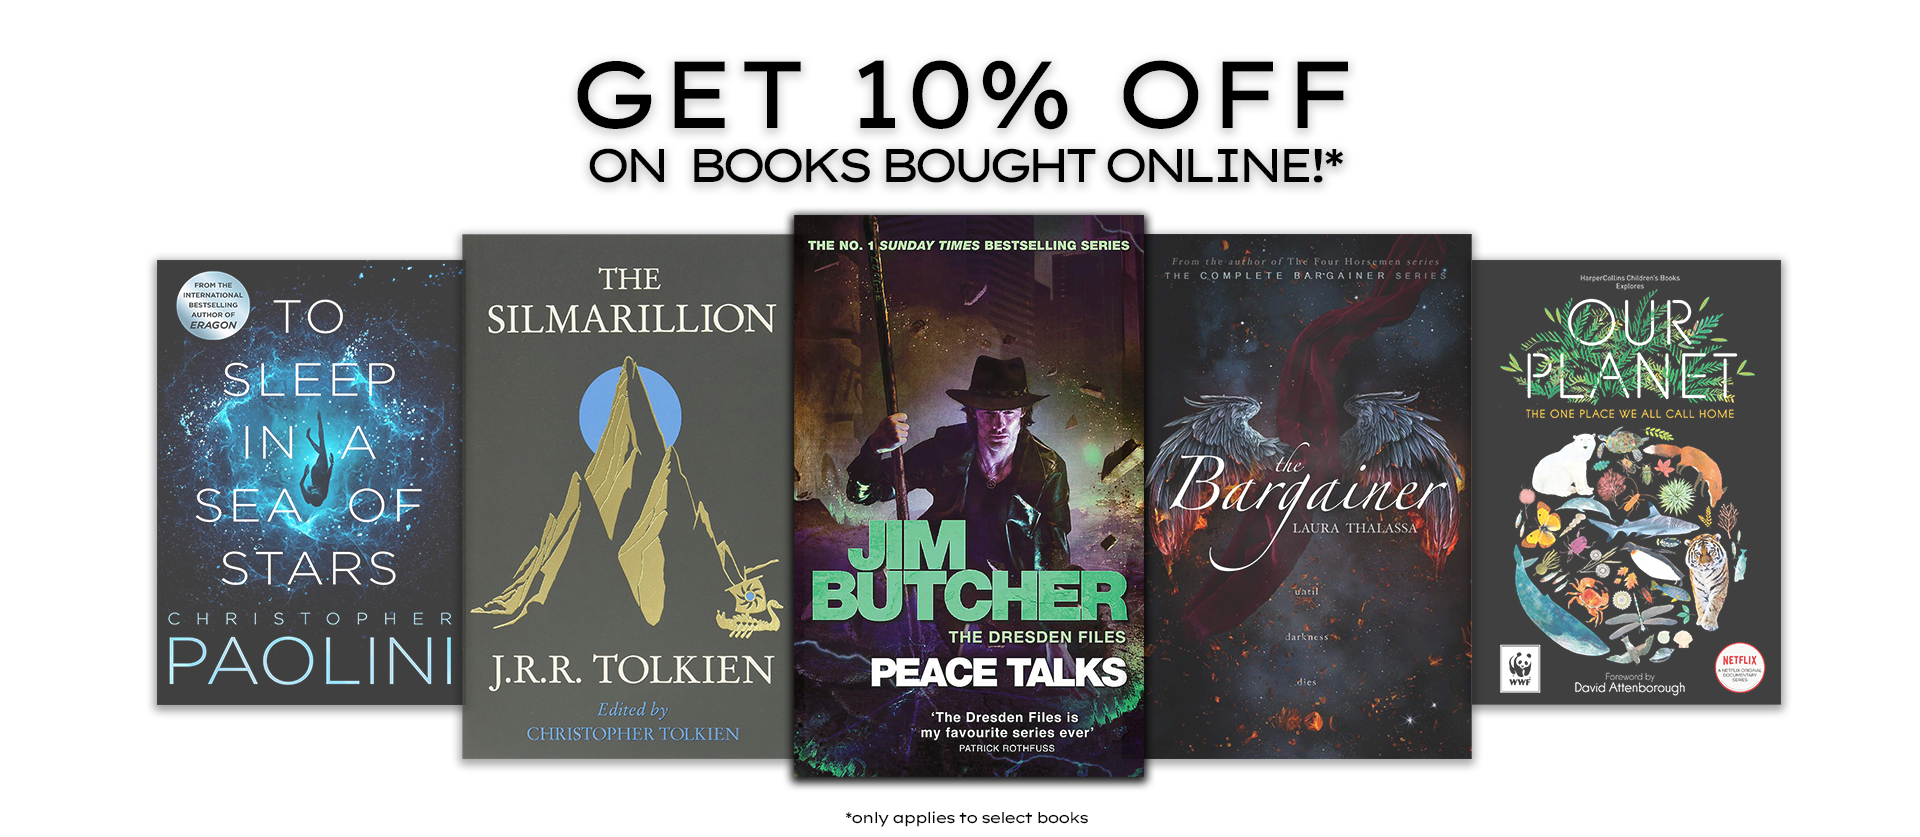 GET 10% OFF
ON BOOKS BOUGHT ONLINE!*
FROM THE
INTERNATIONAL
BESTSELLING
AUTHOR OF
ERAGON
TO
SLEEP
IN A
SEA OF
STARS
CHRISTOPHER
PAOLINI
THE
SILMARILLION
J.R.R. TOLKIEN
Edited by
CHRISTOPHER TOLKIEN
THE NO. 1 SUNDAY TIMES BESTSELLING SERIES
JIM
BUTCHER
THE DRESDEN FILES
PEACE TALKS
‘The Dresden Files is
my favourite series ever’
PATRICK ROTHFUSS
From the author of The Four Horsemen series
THE COMPLETE BARGAINER SERIES
the
Bargainer
LAURA THALASSA
until
darkness
dies
HarperCollins Children's Books
Explores
OUR
PLANET
THE ONE PLACE WE ALL CALL HOME
WWF
Foreword by
David Attenborough
NETFLIX
A NETFLIX ORIGINAL
DOCUMENTARY
SERIES
*only applies to select books